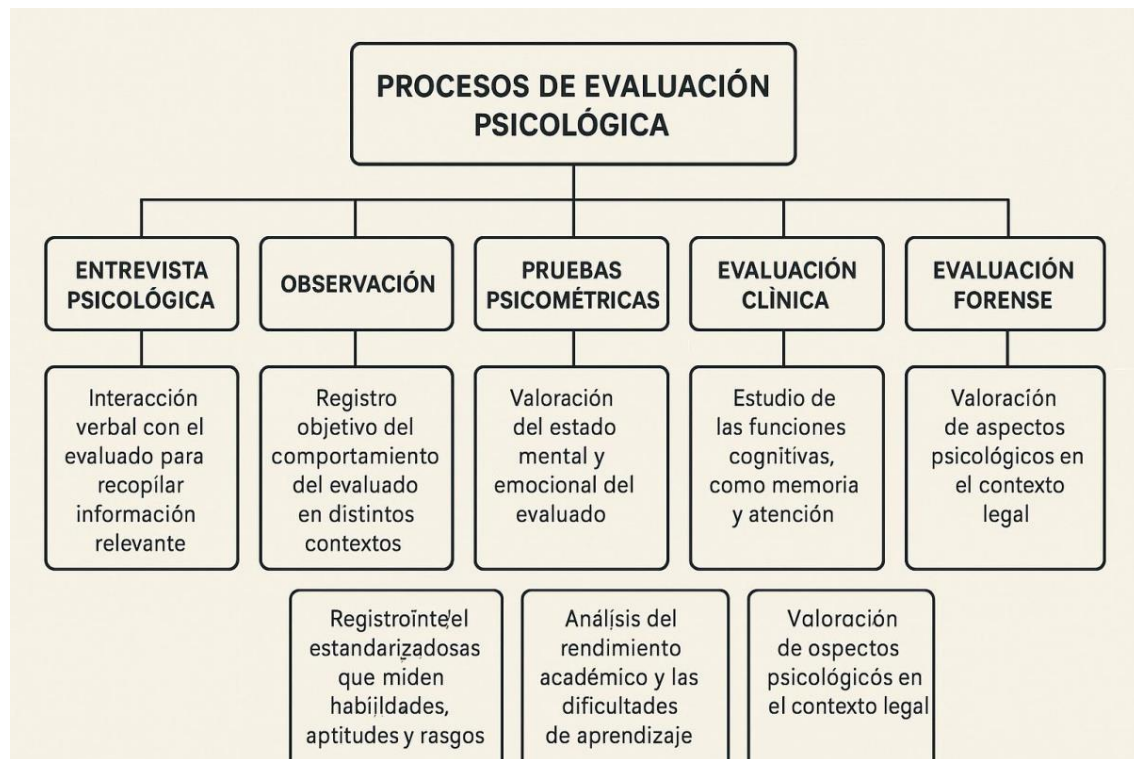 PROCESOS DE EVALUACIÓN
PSICOLÓGICA
ENTREVISTA
PSICOLÓGICA
OBSERVACIÓN
PRUEBAS
PSICOMÉTRICAS
EVALUACIÓN
CLÌNICA
EVALUACIÓN
FORENSE
Interacción
verbal con el
evaluado para
recopílar
información
relevante
Registro
objetivo del
comportamiento
del evaluado
en distintos
contextos
Valoración
del estado
mental y
emocional del
evaluado
Estudio de
las funciones
cognitivas,
como memoria
y atención
Valoración
de aspectos
psicológicos en
el contexto
legal
estandarizadosas
que miden
aptitudes y rasgos
Análisis del
rendimiento
académico y las
dificultades
de aprendizaje
Valoración
de ospectos
psicológicós en
el contexto legal